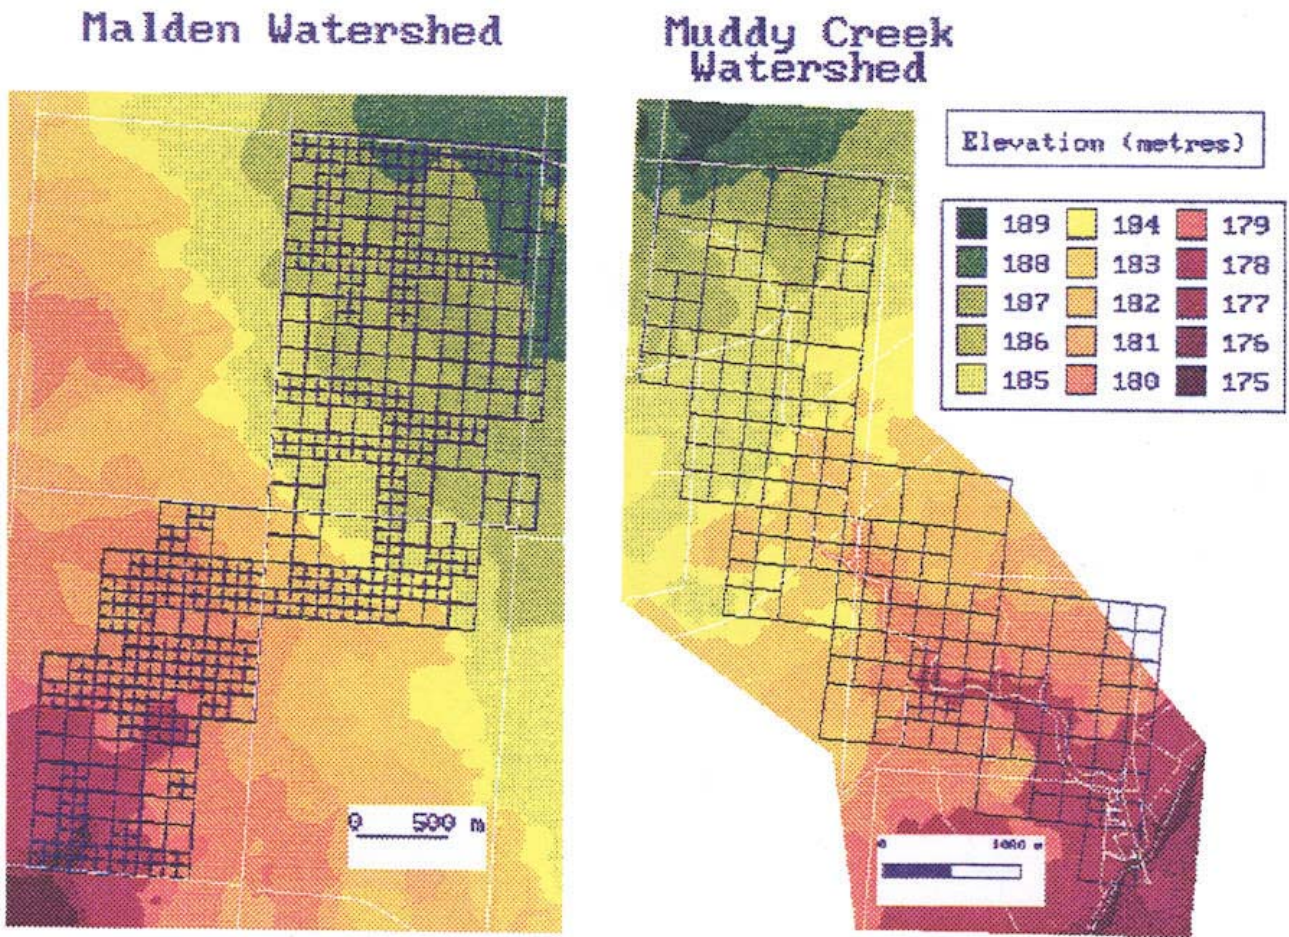 Malden Watershed
Muddy Creek
Watershed
Elevation (metres)
189 184 179
188 183 178
187 182 177
186 181 176
185 180 175
0 500 m
0 1000 m